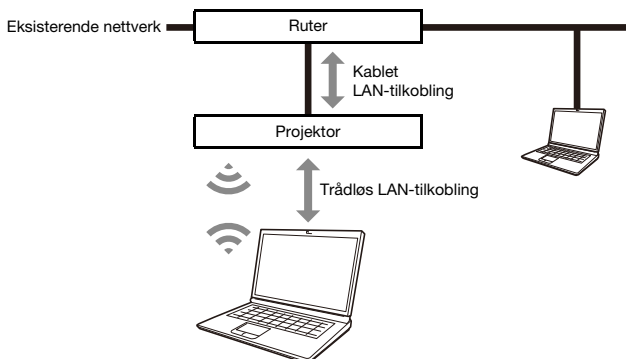 Eksisterende nettverk
Ruter
Kablet
LAN-tilkobling
Projektor
Trådløs LAN-tilkobling